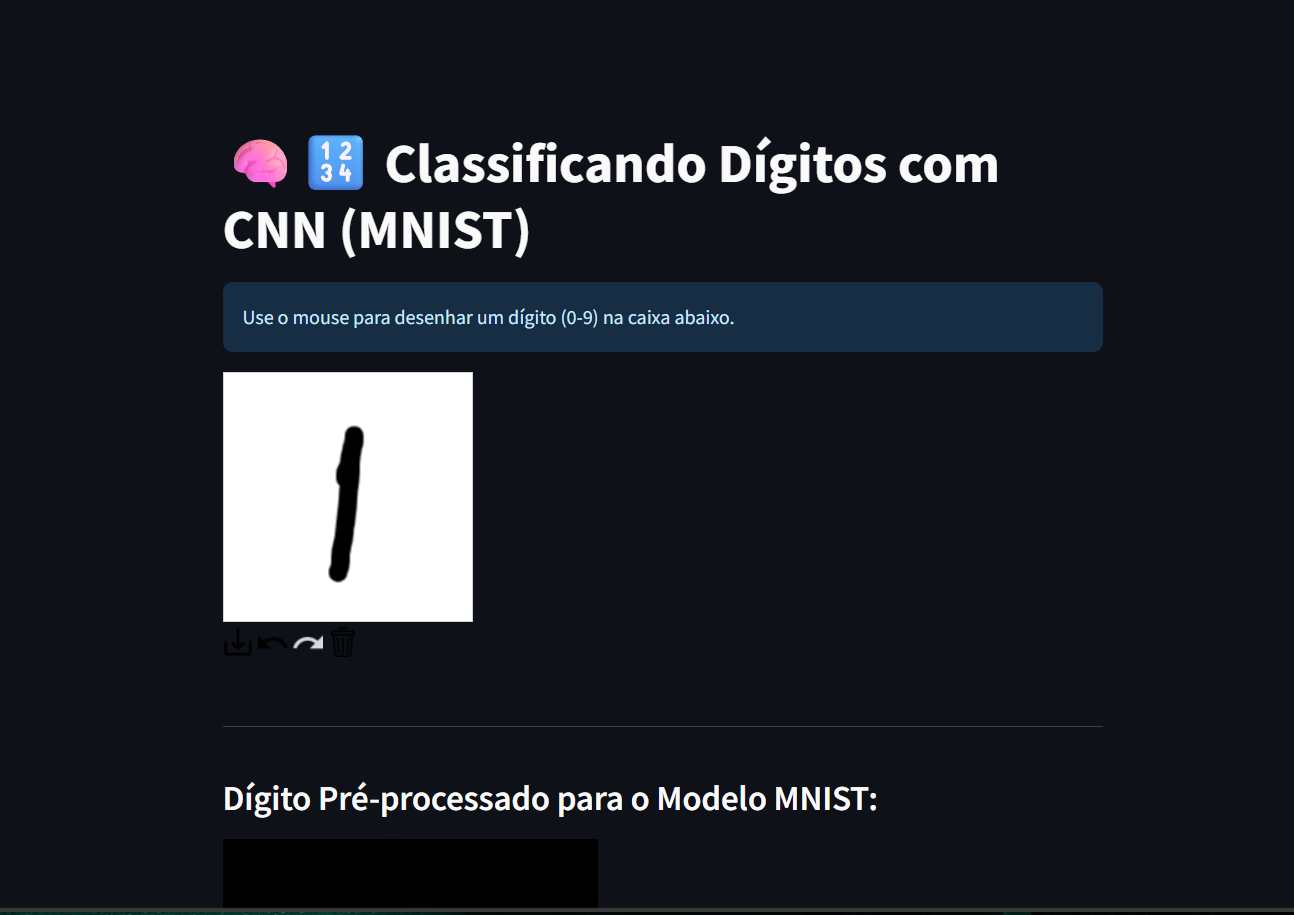 🧠 🔢 Classificando Dígitos com
CNN (MNIST)
Use o mouse para desenhar um dígito (0-9) na caixa abaixo.
1
Dígito Pré-processado para o Modelo MNIST: